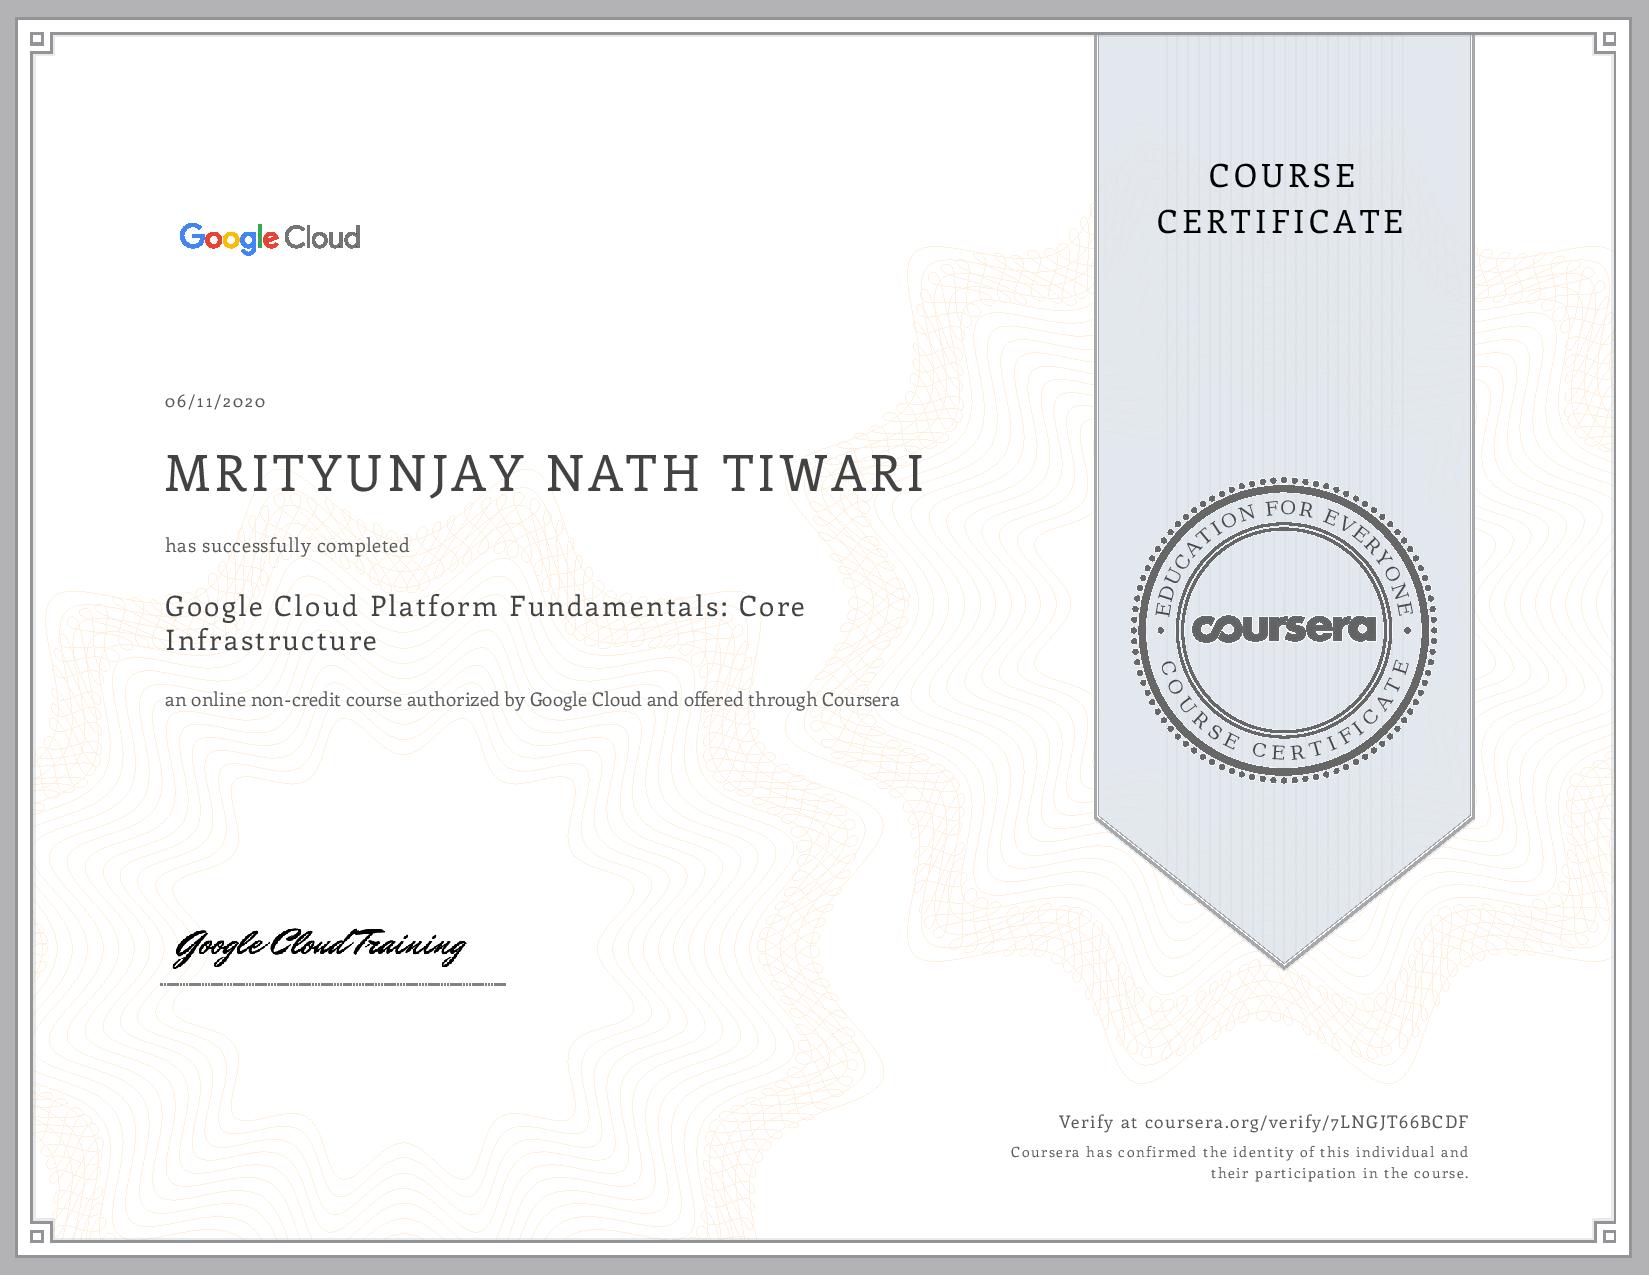 COURSE
CERTIFICATE
Google Cloud
06/11/2020
MRITYUNJAY NATH TIWARI
has successfully completed
Google Cloud Platform Fundamentals: Core
Infrastructure
an online non-credit course authorized by Google Cloud and offered through Coursera
EDUCATION FOR EVERYONE
coursera
COURSE CERTIFICATE
Google Cloud Training
Verify at coursera.org/verify/7LNGJT66BCDF
Coursera has confirmed the identity of this individual and
their participation in the course.